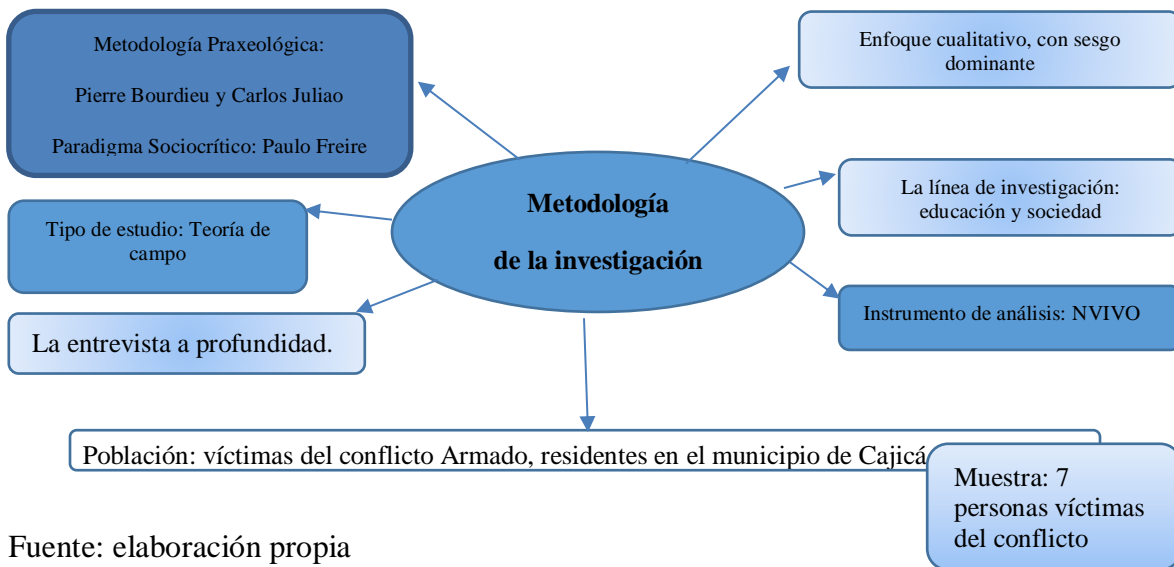 Metodología Praxeológica:
Pierre Bourdieu y Carlos Juliao
Paradigma Sociocrítico: Paulo Freire
Enfoque cualitativo, con sesgo
dominante
Metodología
de la investigación
La línea de investigación:
educación y sociedad
Tipo de estudio: Teoría de
campo
Instrumento de análisis: NVIVO
La entrevista a profundidad.
Población: víctimas del conflicto Armado, residentes en el municipio de Cajicá
Muestra: 7
personas víctimas
del conflicto
Fuente: elaboración propia